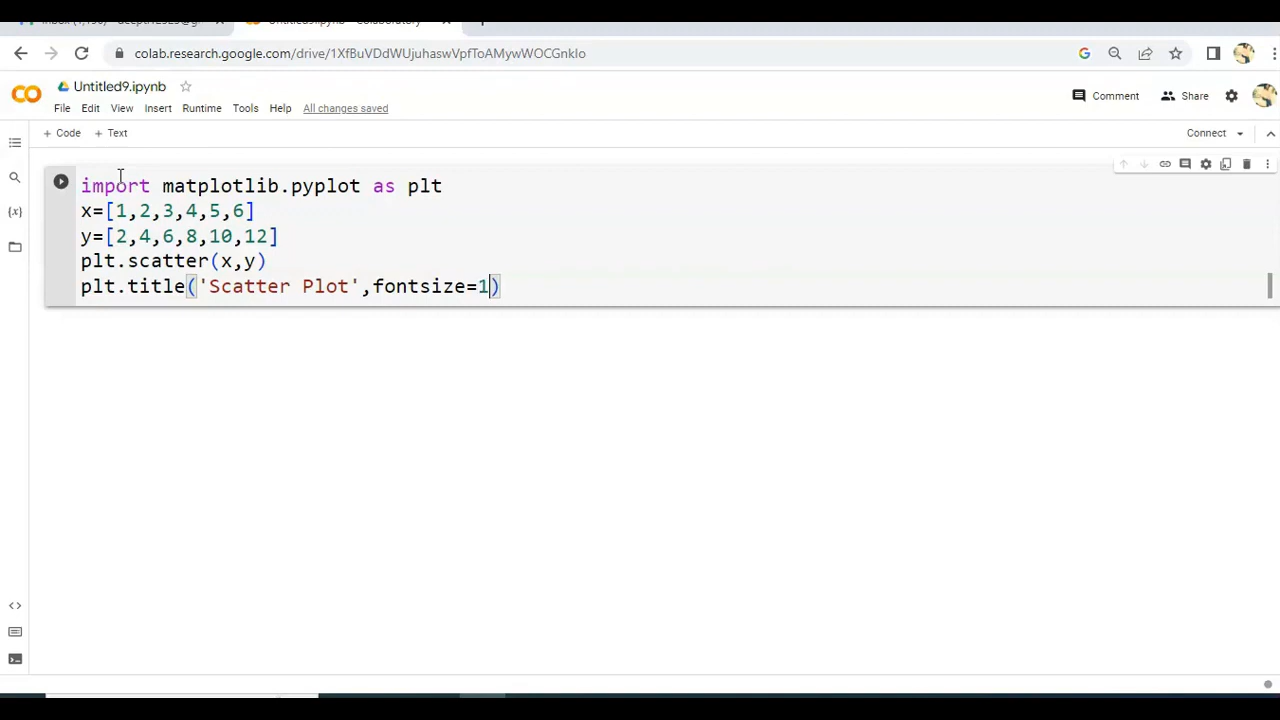 colab.research.google.com/drive/1XfBuVDdWUjuhaswVpfToAMywWOCGnkIo
Untitled9.ipynb
File Edit View Insert Runtime Tools Help All changes saved
Comment Share
+ Code + Text
Connect
import matplotlib.pyplot as plt
x=[1,2,3,4,5,6]
y=[2,4,6,8,10,12]
plt.scatter(x,y)
plt.title('Scatter Plot',fontsize=1)